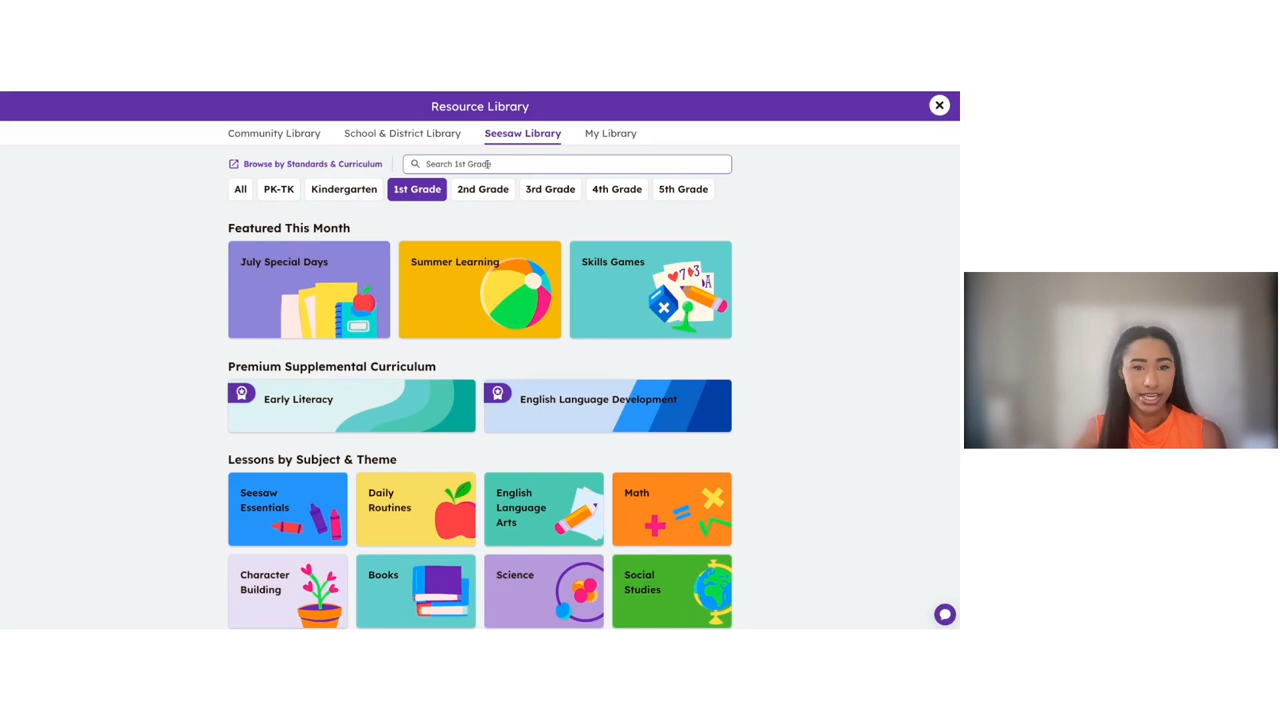 Resource Library
Community Library
School & District Library
Seesaw Library
My Library
Browse by Standards & Curriculum
Search 1st Grade
All
PK-TK
Kindergarten
1st Grade
2nd Grade
3rd Grade
4th Grade
5th Grade
Featured This Month
July Special Days
Summer Learning
Skills Games
7
3
A
Premium Supplemental Curriculum
Early Literacy
English Language Development
Lessons by Subject & Theme
Seesaw
Essentials
Daily
Routines
English
Language
Arts
Math
Character
Building
Books
Science
Social
Studies